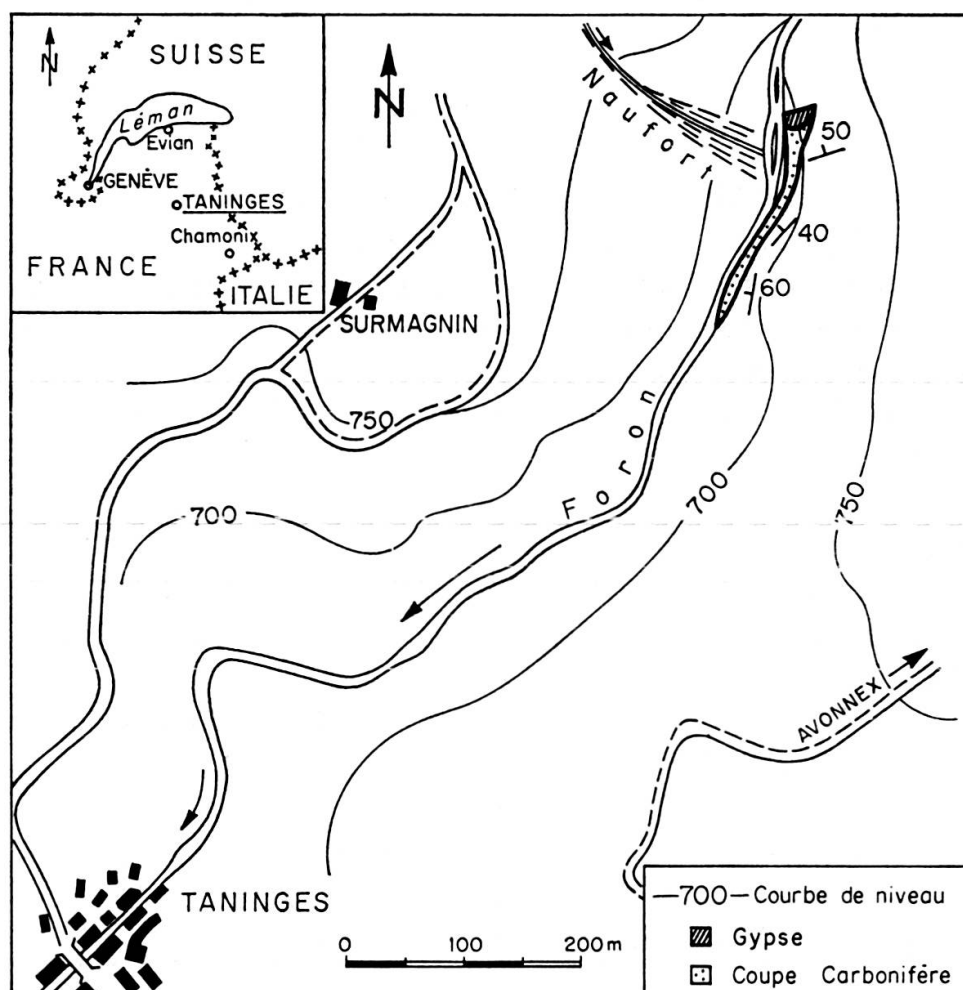 N
SUISSE
Léman
Evian
GENÈVE
TANINGES
Chamonix
FRANCE
ITALIE
N
Naufort
50
40
60
SURMAGNIN
750
Foron
700
700
750
AVONNEX
TANINGES
0 100 200 m
—700— Courbe de niveau
Gypse
Coupe Carbonifère